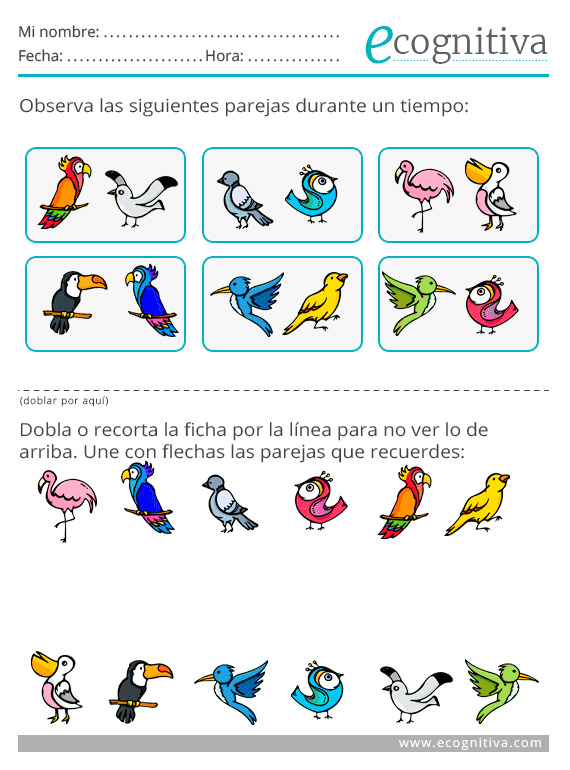 Mi nombre: ......................................
Fecha: ...................... Hora: ...............
ecognitiva
Observa las siguientes parejas durante un tiempo:
(doblar por aquí)
Dobla o recorta la ficha por la línea para no ver lo de
arriba. Une con flechas las parejas que recuerdes:
www.ecognitiva.com